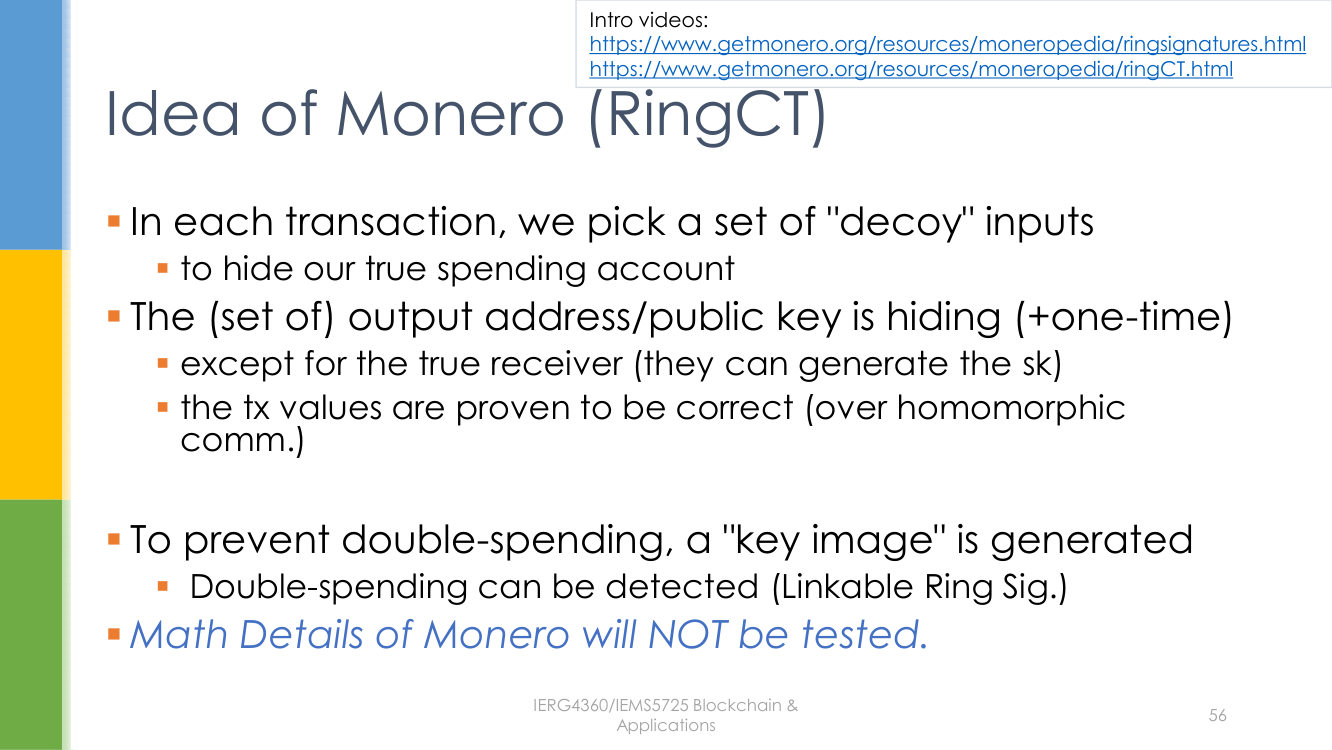 Intro videos:
https://www.getmonero.org/resources/moneropedia/ringsignatures.html
https://www.getmonero.org/resources/moneropedia/ringCT.html
Idea of Monero (RingCT)
In each transaction, we pick a set of "decoy" inputs
to hide our true spending account
The (set of) output address/public key is hiding (+one-time)
except for the true receiver (they can generate the sk)
the tx values are proven to be correct (over homomorphic
comm.)
To prevent double-spending, a "key image" is generated
Double-spending can be detected (Linkable Ring Sig.)
Math Details of Monero will NOT be tested.
IERG4360/IEMS5725 Blockchain &
Applications
56